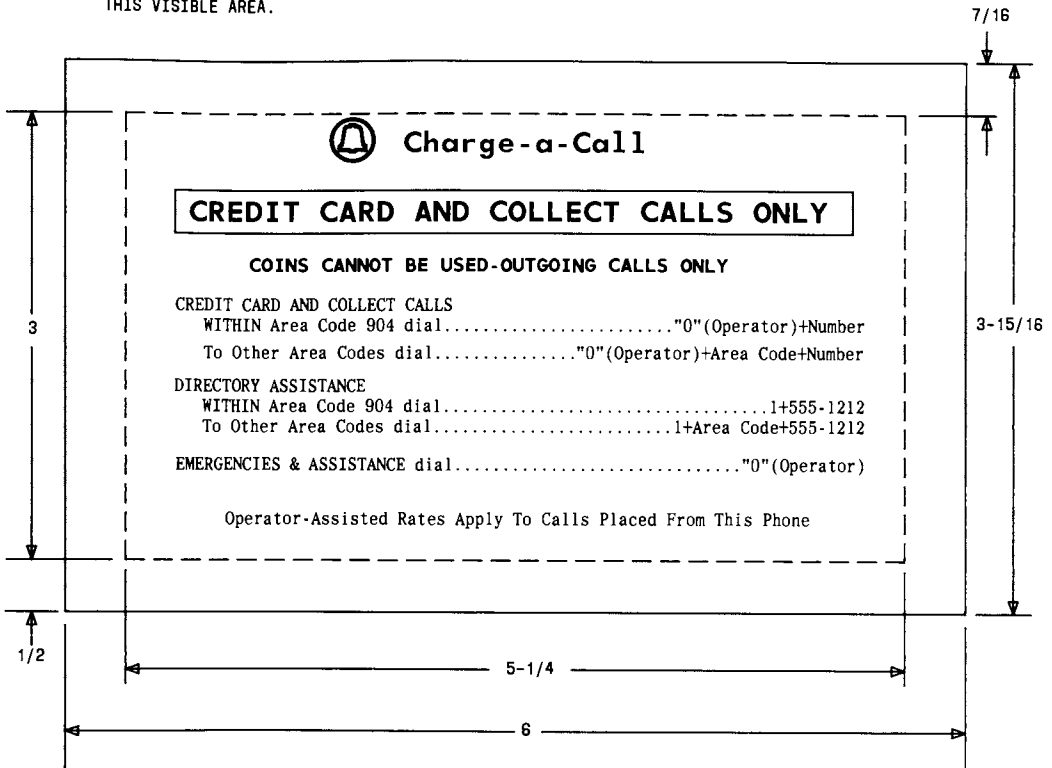 THIS VISIBLE AREA.
7/16
Charge-a-Call
CREDIT CARD AND COLLECT CALLS ONLY
COINS CANNOT BE USED-OUTGOING CALLS ONLY
CREDIT CARD AND COLLECT CALLS
WITHIN Area Code 904 dial........................"0"(Operator)+Number
To Other Area Codes dial..............."0"(Operator)+Area Code+Number
3
3-15/16
DIRECTORY ASSISTANCE
WITHIN Area Code 904 dial..................................1+555-1212
To Other Area Codes dial.........................1+Area Code+555-1212
EMERGENCIES & ASSISTANCE dial.............................."0"(Operator)
Operator-Assisted Rates Apply To Calls Placed From This Phone
1/2
5-1/4
6